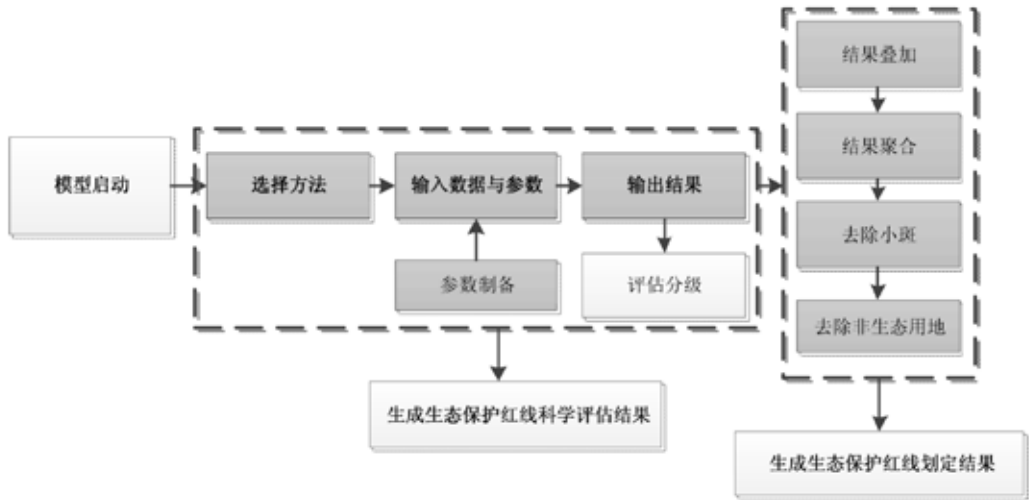 模型启动
选择方法
输入数据与参数
输出结果
参数制备
评估分级
生成生态保护红线科学评估结果
结果叠加
结果聚合
去除小斑
去除非生态用地
生成生态保护红线划定结果